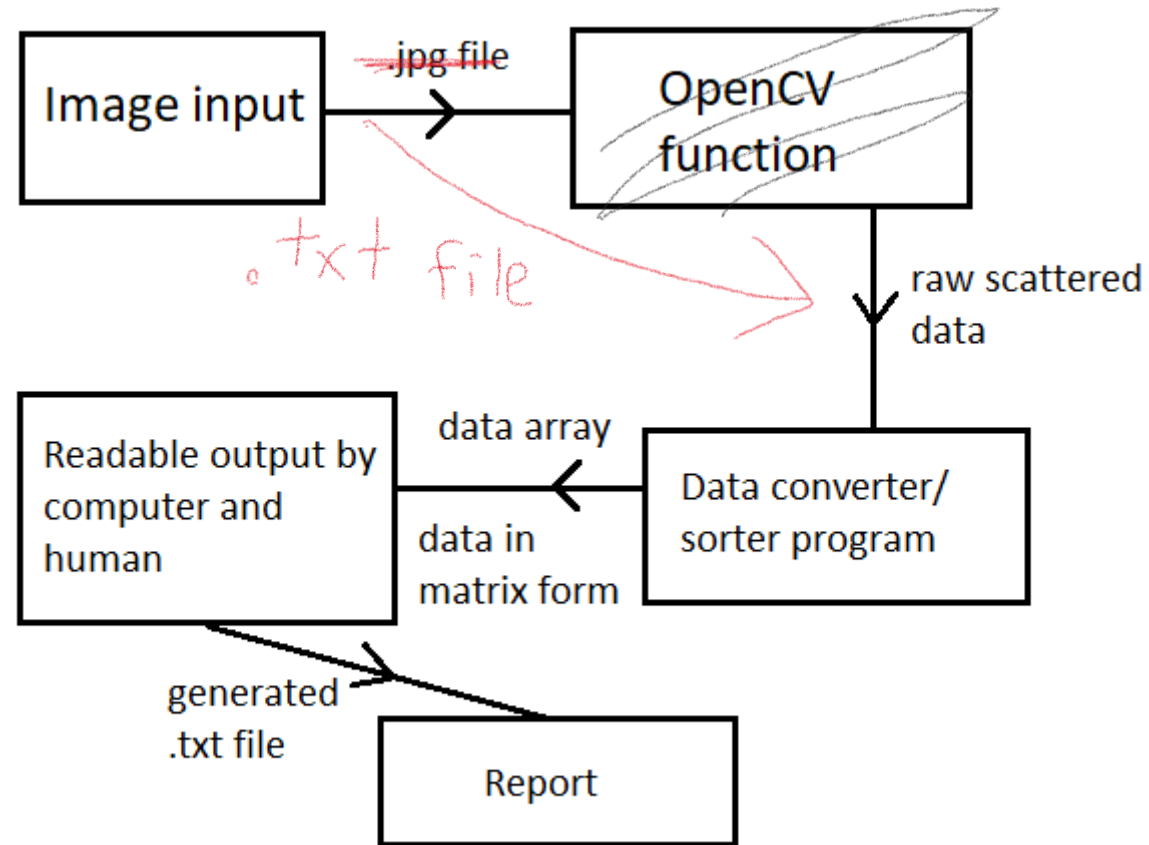 .jpg file
Image input
OpenCV
function
.txt file
raw scattered
data
data array
Readable output by
computer and
human
Data converter/
sorter program
data in
matrix form
generated
.txt file
Report